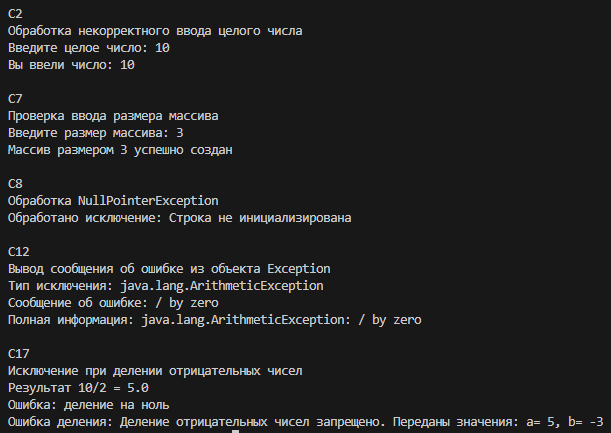 C2
Обработка некорректного ввода целого числа
Введите целое число: 10
Вы ввели число: 10
C7
Проверка ввода размера массива
Введите размер массива: 3
Массив размером 3 успешно создан
C8
Обработка NullPointerException
Обработано исключение: Строка не инициализирована
C12
Вывод сообщения об ошибке из объекта Exception
Тип исключения: java.lang.ArithmeticException
Сообщение об ошибке: / by zero
Полная информация: java.lang.ArithmeticException: / by zero
C17
Исключение при делении отрицательных чисел
Результат 10/2 = 5.0
Ошибка: деление на ноль
Ошибка деления: Деление отрицательных чисел запрещено. Переданы значения: a= 5, b= -3